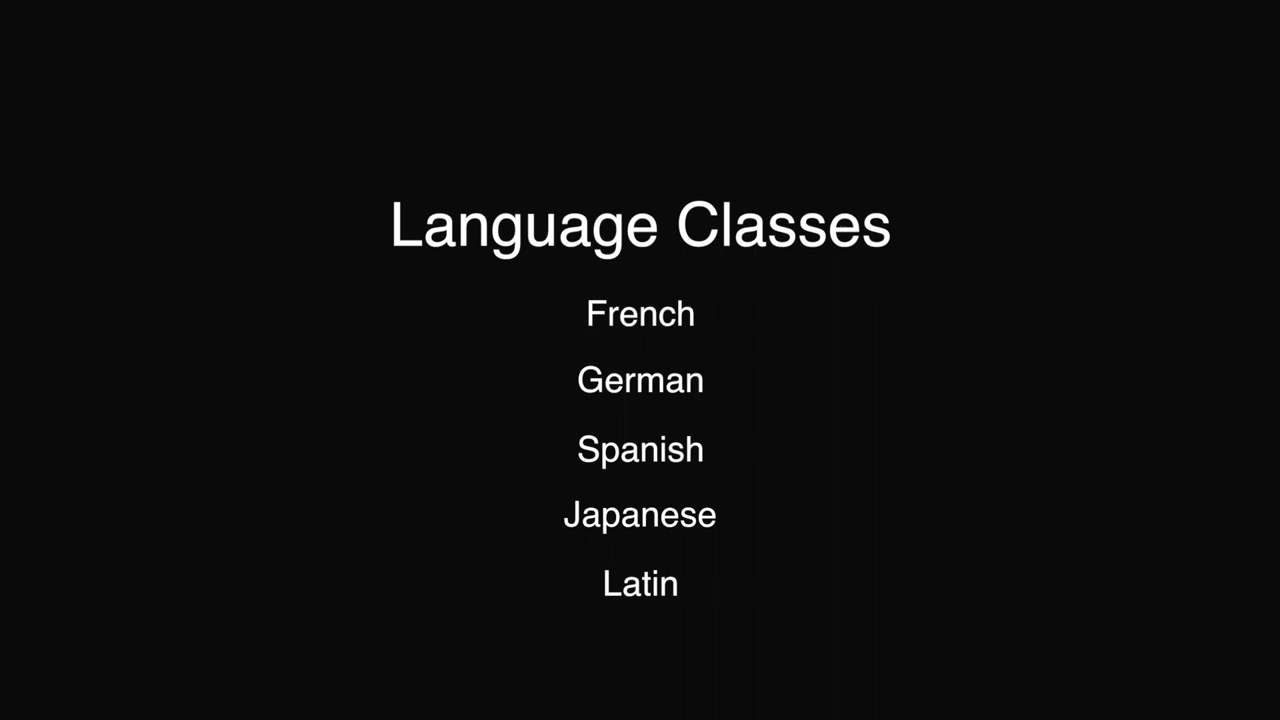 Language Classes
French
German
Spanish
Japanese
Latin